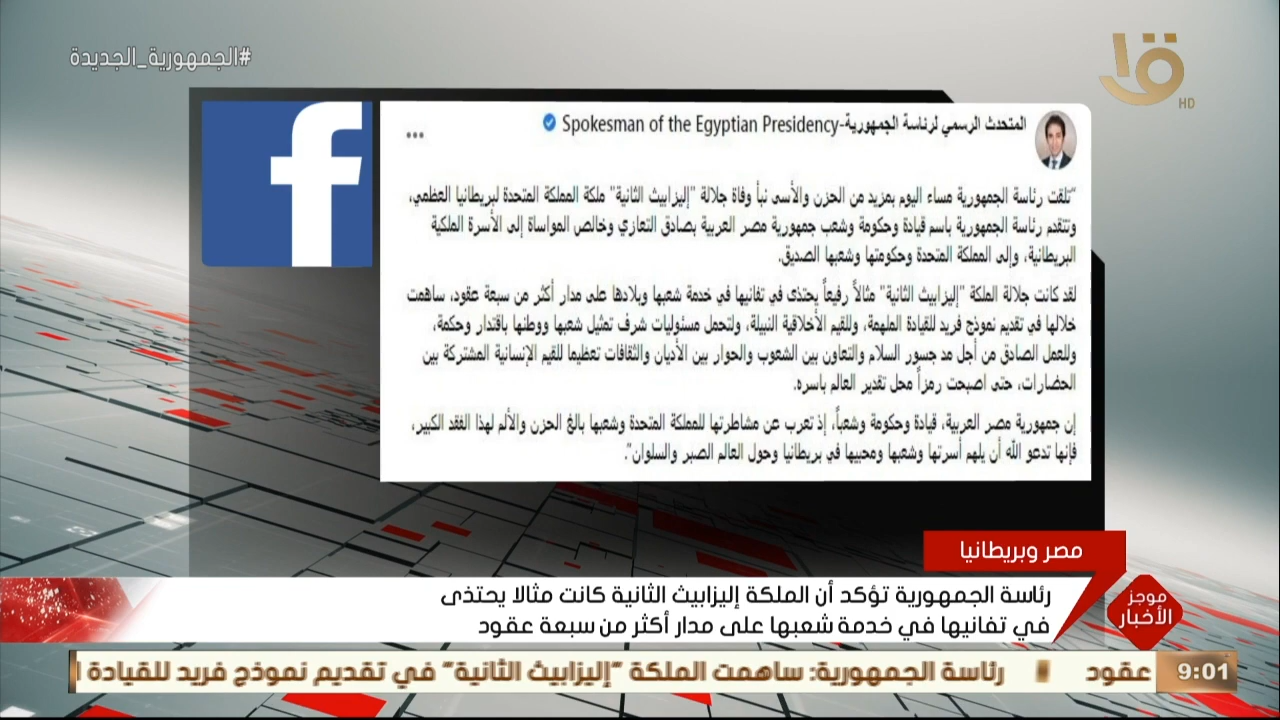 #الجمهورية_الجديدة
HD
المتحدث الرسمي لرئاسة الجمهورية-Spokesman of the Egyptian Presidency
"تلقت رئاسة الجمهورية مساء اليوم بمزيد من الحزن والأسى نبأ وفاة جلالة "إليزابيث الثانية" ملكة المملكة المتحدة لبريطانيا العظمي،
وتتقدم رئاسة الجمهورية باسم قيادة وحكومة وشعب جمهورية مصر العربية بصادق التعازي وخالص المواساة إلى الأسرة الملكية
البريطانية، وإلى المملكة المتحدة وحكومتها وشعبها الصديق.
لقد كانت جلالة الملكة "إليزابيث الثانية" مثالاً رفيعاً يحتذى في تفانيها في خدمة شعبها وبلادها على مدار أكثر من سبعة عقود، ساهمت
خلالها في تقديم نموذج فريد للقيادة الملهمة، وللقيم الأخلاقية النبيلة، ولتحمل مسئوليات شرف تمثيل شعبها ووطنها باقتدار وحكمة،
وللعمل الصادق من أجل مد جسور السلام والتعاون بين الشعوب والحوار بين الأديان والثقافات تعظيما للقيم الإنسانية المشتركة بين
الحضارات، حتى اصبحت رمزاً محل تقدير العالم باسره.
إن جمهورية مصر العربية، قيادة وحكومة وشعباً، إذ تعرب عن مشاطرتها للمملكة المتحدة وشعبها بالغ الحزن والألم لهذا الفقد الكبير،
فإنها تدعو الله أن يلهم أسرتها وشعبها ومحبيها في بريطانيا وحول العالم الصبر والسلوان".
مصر وبريطانيا
موجز
الأخبار
رئاسة الجمهورية تؤكد أن الملكة إليزابيث الثانية كانت مثالا يحتذى
في تفانيها في خدمة شعبها على مدار أكثر من سبعة عقود
9:01
عقود رئاسة الجمهورية: ساهمت الملكة "إليزابيث الثانية" في تقديم نموذج فريد للقيادة ا